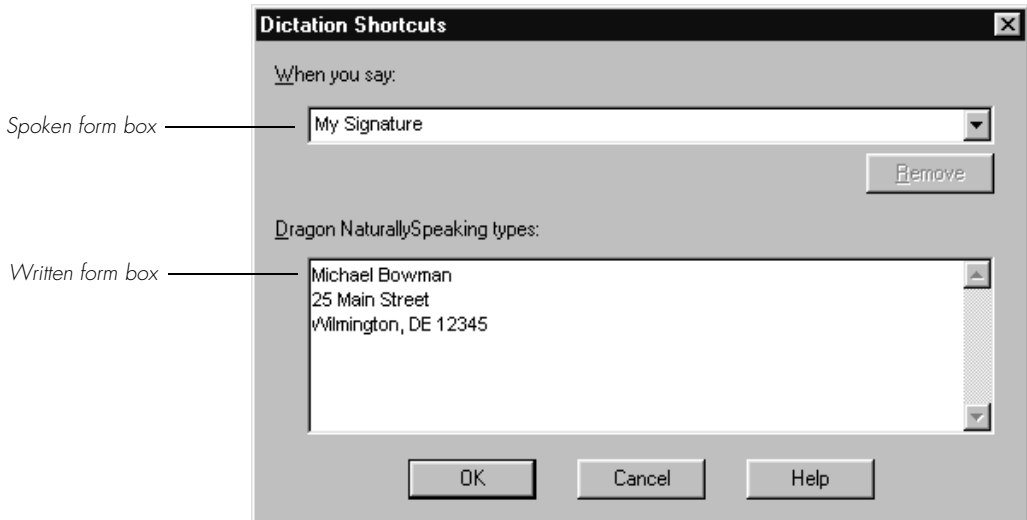 Dictation Shortcuts
When you say:
Spoken form box
My Signature
Remove
Dragon NaturallySpeaking types:
Written form box
Michael Bowman
25 Main Street
Wilmington, DE 12345
OK
Cancel
Help